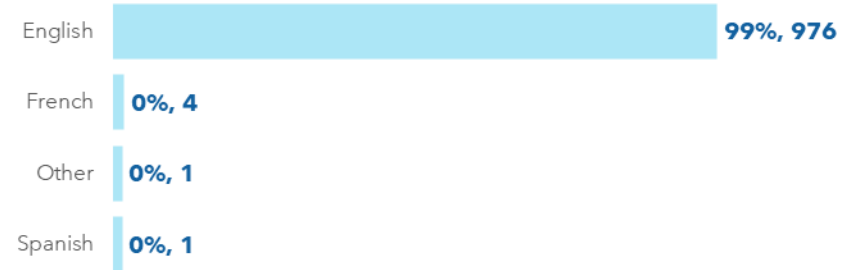 English 99%, 976
French 0%, 4
Other 0%, 1
Spanish 0%, 1